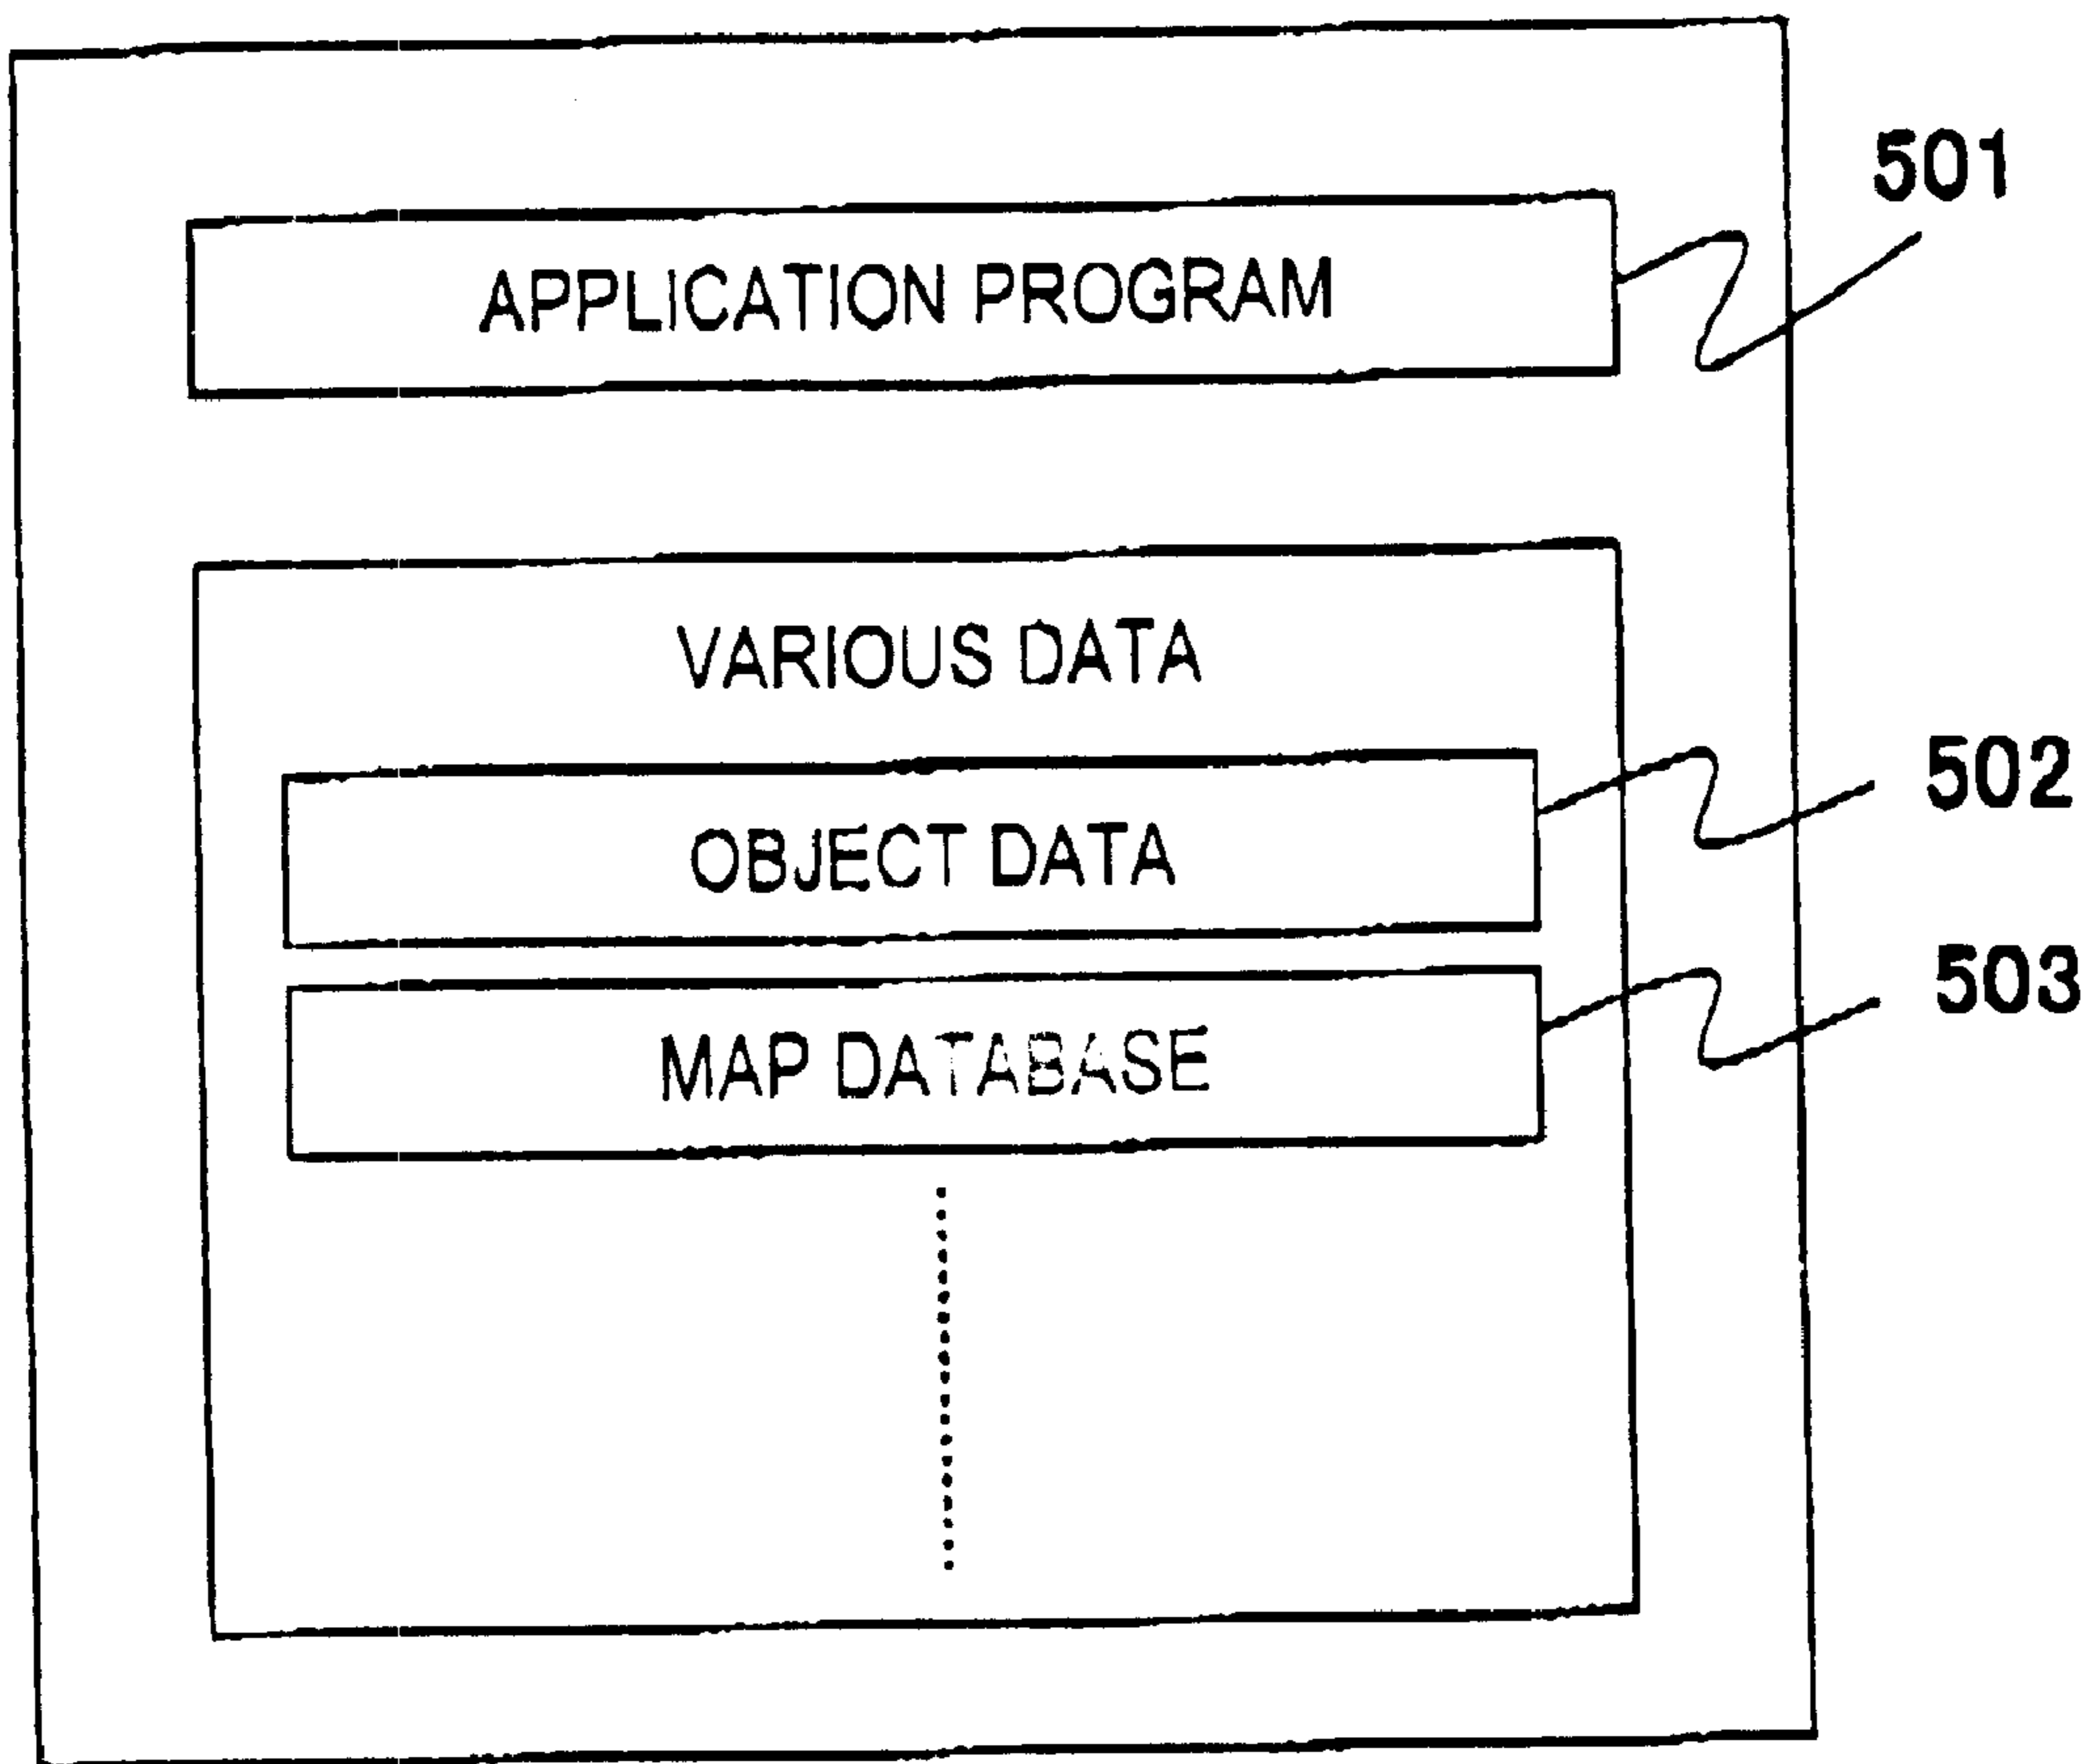 501
APPLICATION PROGRAM
VARIOUS DATA
502
OBJECT DATA
503
MAP DATABASE